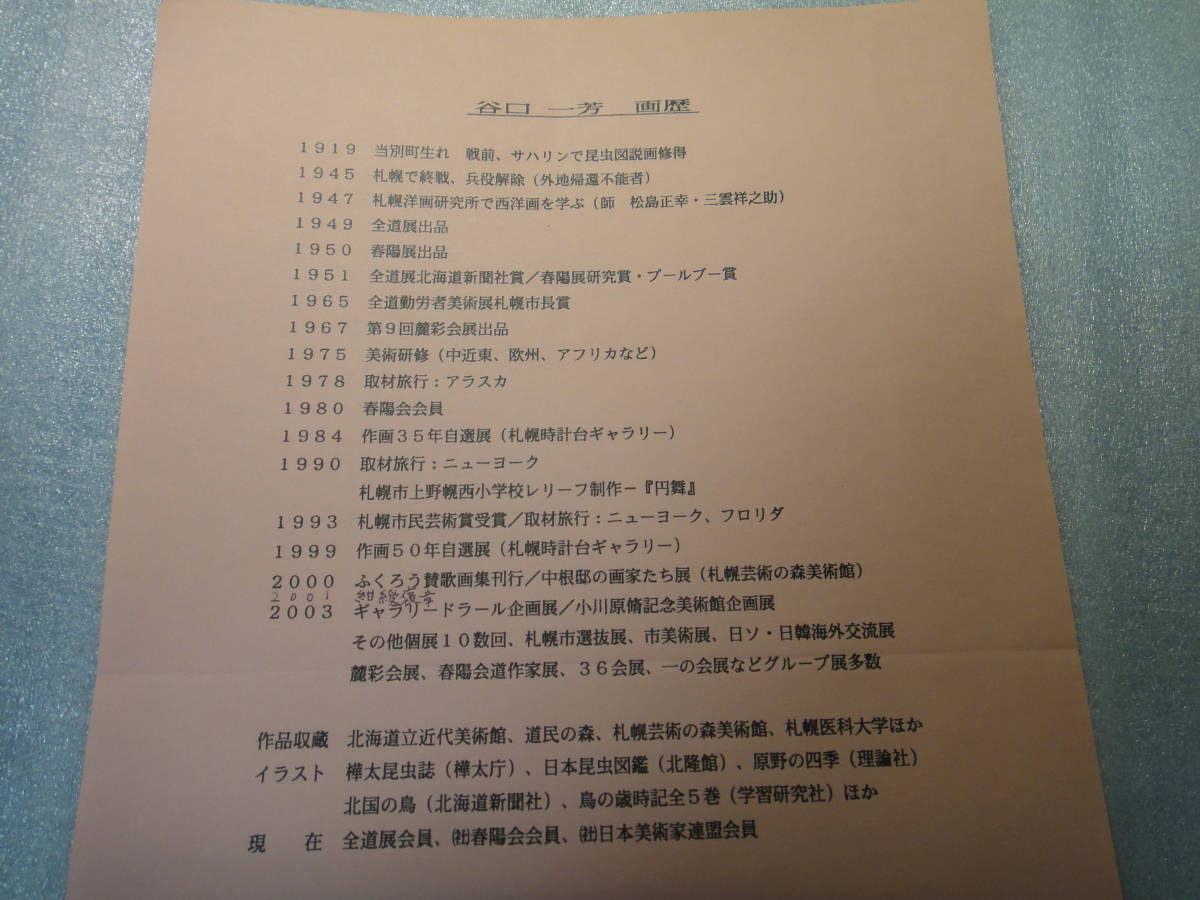 谷口 一芳 画歴
1919 当別町生れ 戦前、サハリンで昆虫図説画修得
1945 札幌で終戦、兵役解除（外地帰還不能者）
1947 札幌洋画研究所で西洋画を学ぶ（師 松島正幸・三雲祥之助）
1949 全道展出品
1950 春陽展出品
1951 全道展北海道新聞社賞／春陽展研究賞・プールブー賞
1965 全道勤労者美術展札幌市長賞
1967 第9回麓彩会展出品
1975 美術研修（中近東、欧州、アフリカなど）
1978 取材旅行：アラスカ
1980 春陽会会員
1984 作画35年自選展（札幌時計台ギャラリー）
1990 取材旅行：ニューヨーク
札幌市上野幌西小学校レリーフ制作－『円舞』
1993 札幌市民芸術賞受賞／取材旅行：ニューヨーク、フロリダ
1999 作画50年自選展（札幌時計台ギャラリー）
2000 ふくろう賛歌画集刊行／中根邸の画家たち展（札幌芸術の森美術館）
2001 紺綬褒章
2003 ギャラリードラール企画展／小川原脩記念美術館企画展
その他個展10数回、札幌市選抜展、市美術展、日ソ・日韓海外交流展
麓彩会展、春陽会道作家展、36会展、一の会展などグループ展多数
作品収蔵 北海道立近代美術館、道民の森、札幌芸術の森美術館、札幌医科大学ほか
イラスト 樺太昆虫誌（樺太庁）、日本昆虫図鑑（北隆館）、原野の四季（理論社）
北国の鳥（北海道新聞社）、鳥の歳時記全5巻（学習研究社）ほか
現 在 全道展会員、㈳春陽会会員、㈳日本美術家連盟会員